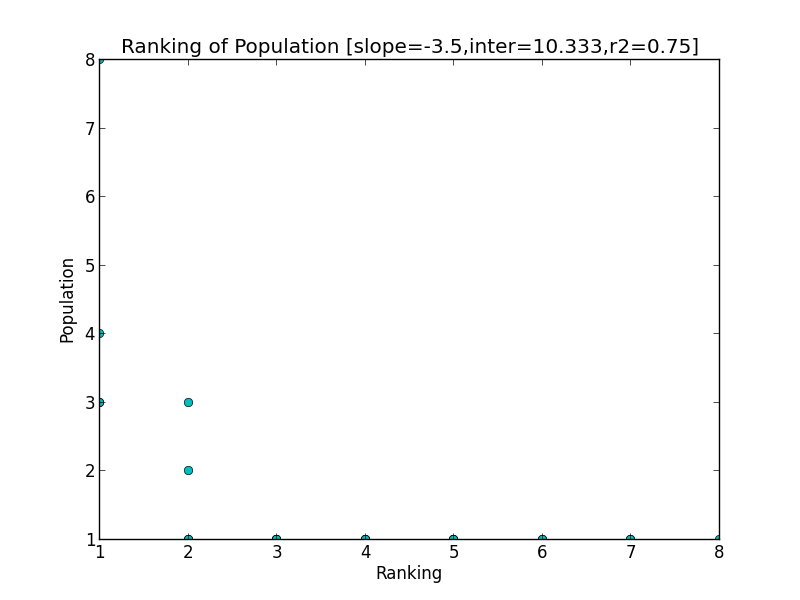 Ranking of Population [slope=-3.5,inter=10.333,r2=0.75]
8
7
6
5
4
3
2
1
Population
1 2 3 4 5 6 7 8
Ranking